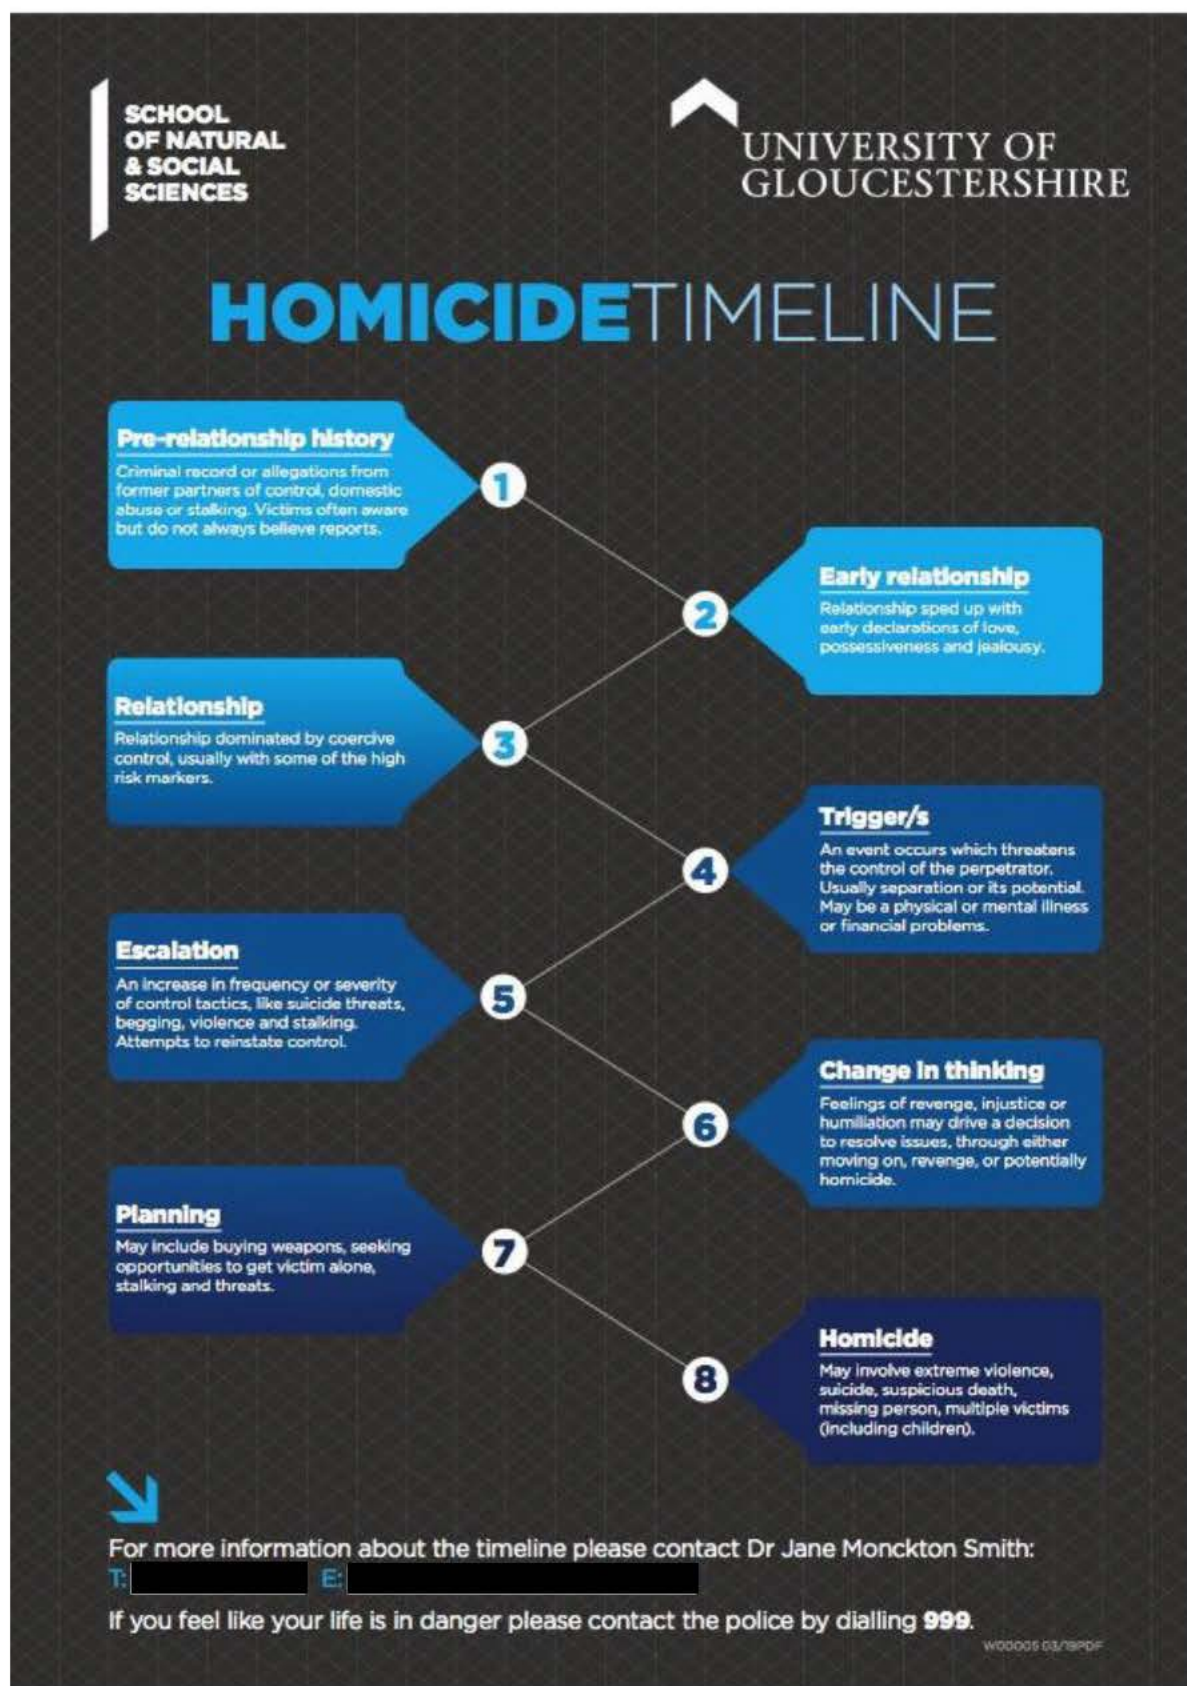 SCHOOL
OF NATURAL
& SOCIAL
SCIENCES
UNIVERSITY OF
GLOUCESTERSHIRE
HOMICIDETIMELINE
Pre-relationship history
Criminal record or allegations from
former partners of control, domestic
abuse or stalking. Victims often aware
but do not always believe reports.
1
Early relationship
Relationship sped up with
early declarations of love,
possessiveness and jealousy.
2
Relationship
Relationship dominated by coercive
control, usually with some of the high
risk markers.
3
Trigger/s
An event occurs which threatens
the control of the perpetrator.
Usually separation or its potential.
May be a physical or mental illness
or financial problems.
4
Escalation
An increase in frequency or severity
of control tactics, like suicide threats,
begging, violence and stalking.
Attempts to reinstate control.
5
Change in thinking
Feelings of revenge, injustice or
humiliation may drive a decision
to resolve issues, through either
moving on, revenge, or potentially
homicide.
6
Planning
May include buying weapons, seeking
opportunities to get victim alone,
stalking and threats.
7
Homicide
May involve extreme violence,
suicide, suspicious death,
missing person, multiple victims
(including children).
8
For more information about the timeline please contact Dr Jane Monckton Smith:
T: E:
If you feel like your life is in danger please contact the police by dialling 999.
W00005 03/19PDF